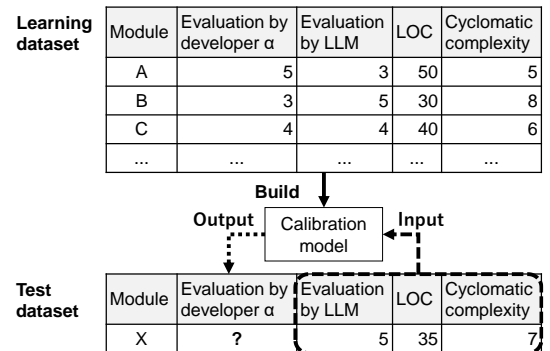 Learning dataset
Module | Evaluation by developer α | Evaluation by LLM | LOC | Cyclomatic complexity
A | 5 | 3 | 50 | 5
B | 3 | 5 | 30 | 8
C | 4 | 4 | 40 | 6
... | ... | ... | ... | ...
Build
Output
Calibration model
Input
Test dataset
Module | Evaluation by developer α | Evaluation by LLM | LOC | Cyclomatic complexity
X | ? | 5 | 35 | 7